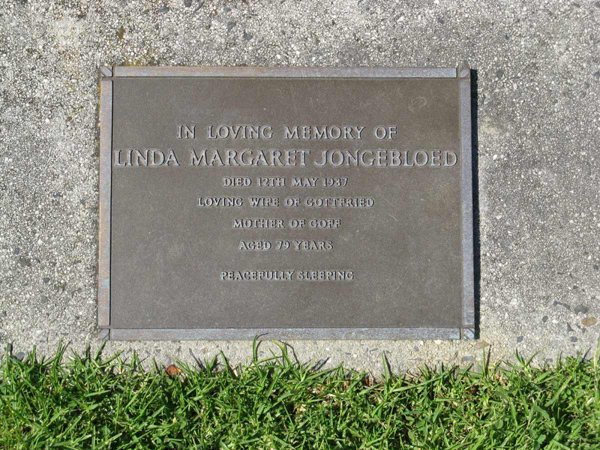 IN LOVING MEMORY OF
LINDA MARGARET JONGEBLOED
DIED 12TH MAY 1987
LOVING WIFE OF GOTTFRIED
MOTHER OF GOFF
AGED 79 YEARS
PEACEFULLY SLEEPING